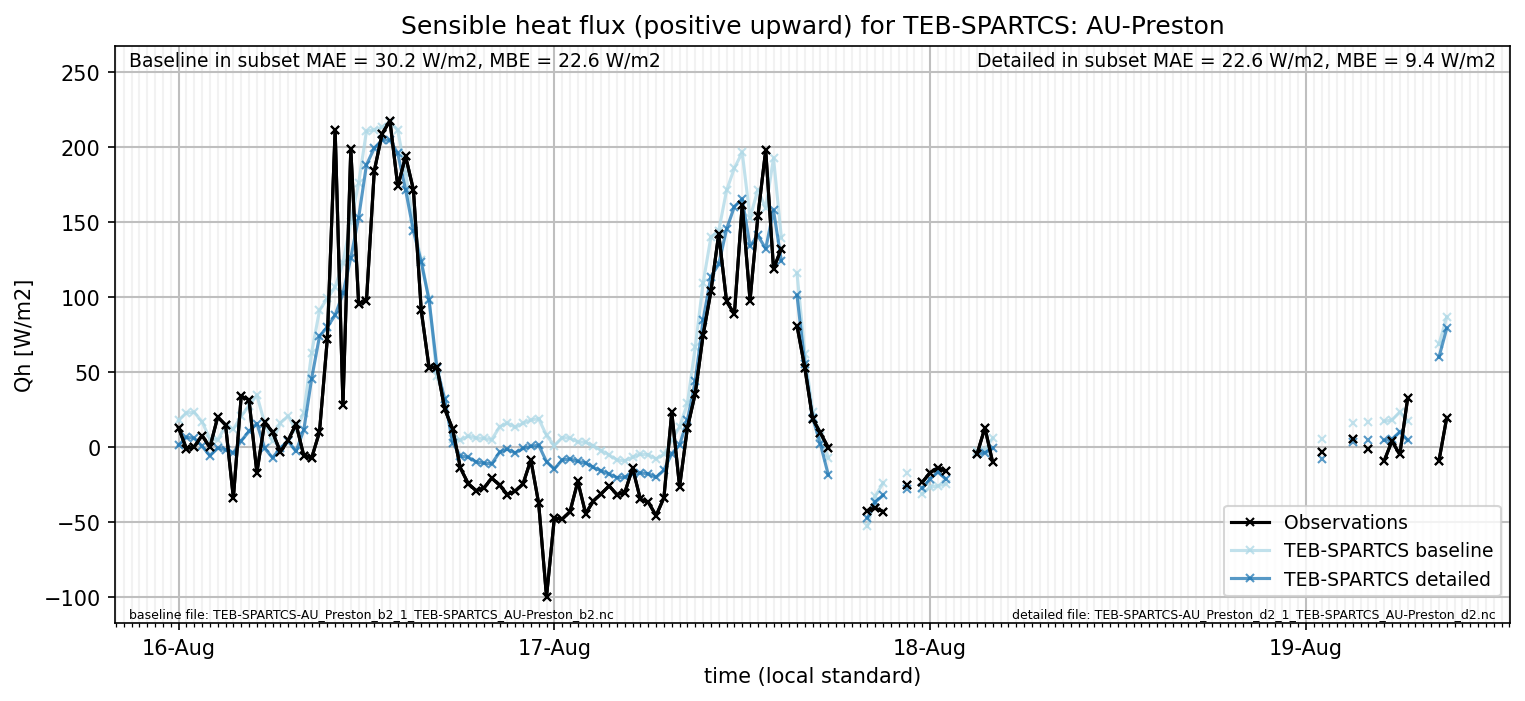 Sensible heat flux (positive upward) for TEB-SPARTCS: AU-Preston
Baseline in subset MAE = 30.2 W/m2, MBE = 22.6 W/m2
Detailed in subset MAE = 22.6 W/m2, MBE = 9.4 W/m2
250
200
150
100
50
0
−50
−100
Qh [W/m2]
Observations
TEB-SPARTCS baseline
TEB-SPARTCS detailed
baseline file: TEB-SPARTCS-AU_Preston_b2_1_TEB-SPARTCS_AU-Preston_b2.nc
detailed file: TEB-SPARTCS-AU_Preston_d2_1_TEB-SPARTCS_AU-Preston_d2.nc
16-Aug
17-Aug
18-Aug
19-Aug
time (local standard)